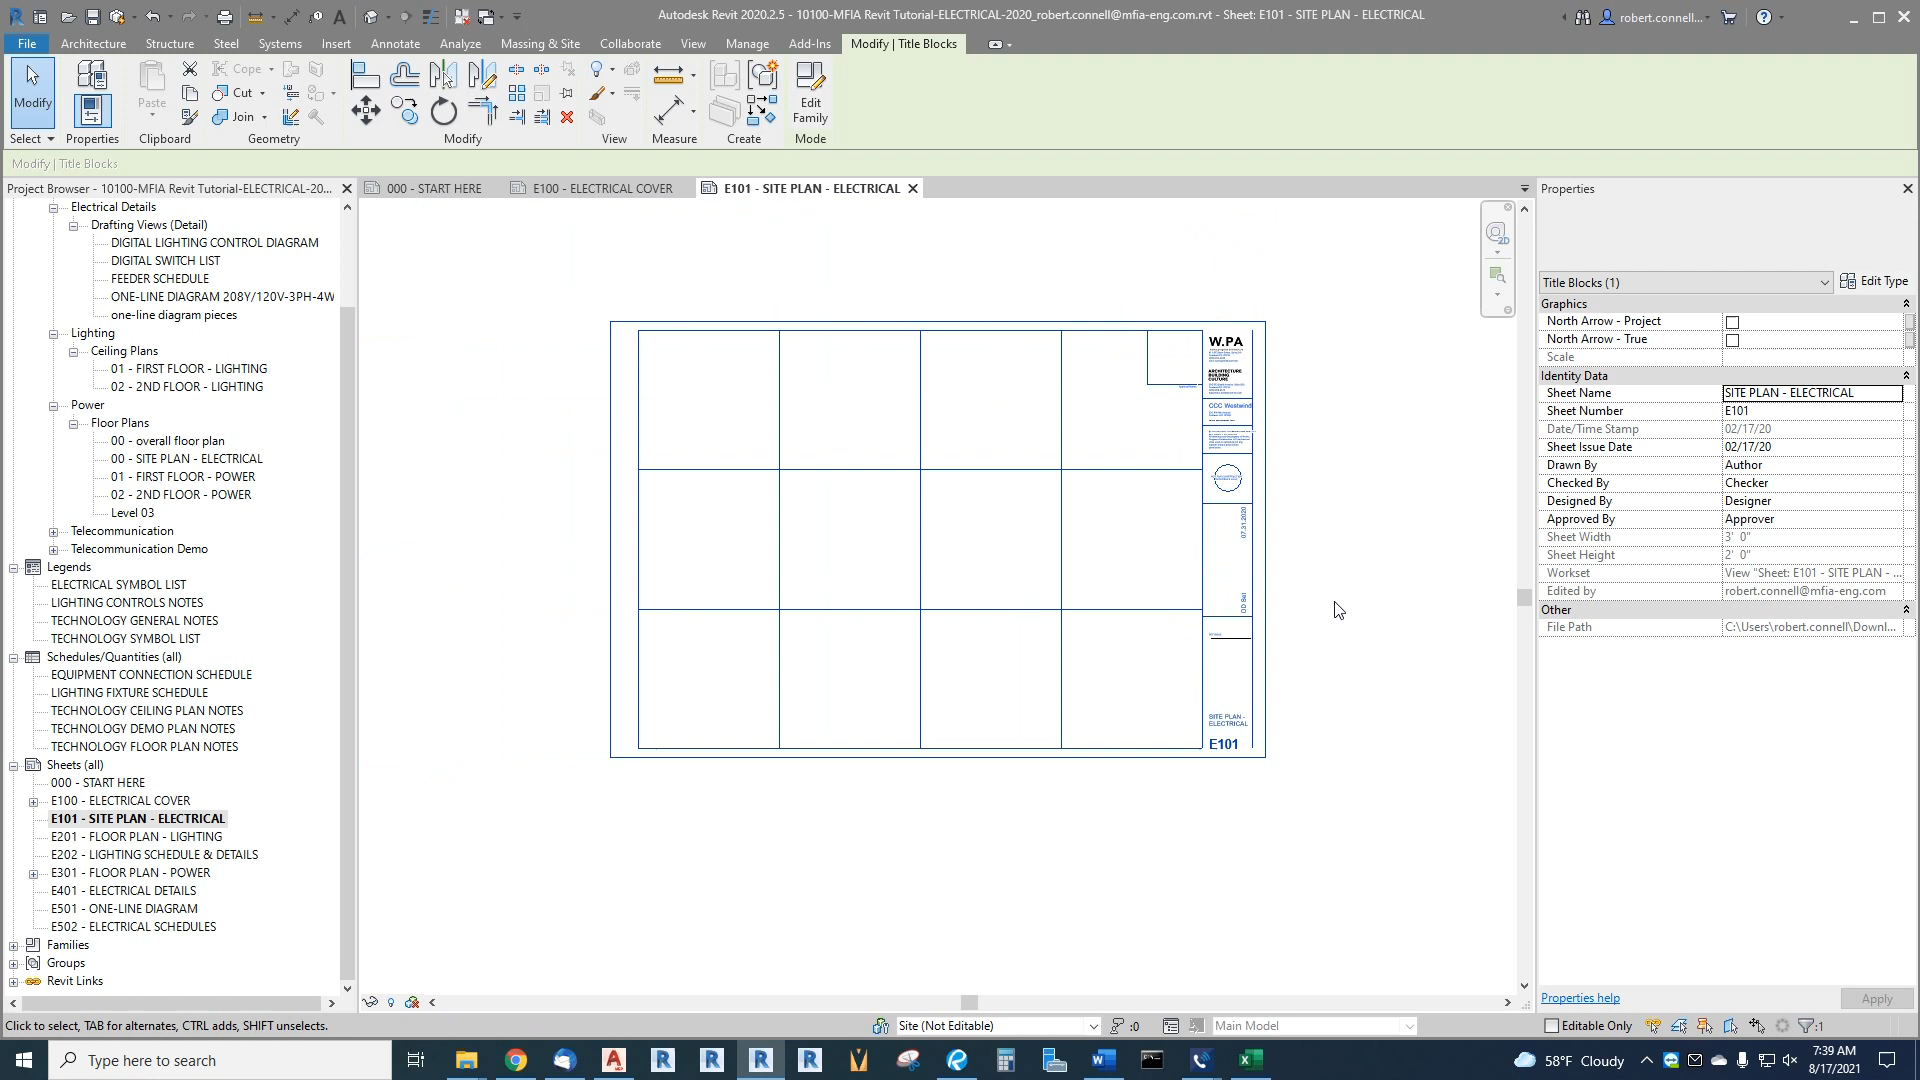 Autodesk Revit 2020.2.5 - 10100-MFIA Revit Tutorial-ELECTRICAL-2020_robert.connell@mfia-eng.com.rvt - Sheet: E101 - SITE PLAN - ELECTRICAL
robert.connell...
File Architecture Structure Steel Systems Insert Annotate Analyze Massing & Site Collaborate View Manage Add-Ins Modify | Title Blocks
Cope
Modify Paste Cut Edit
Join Family
Select Properties Clipboard Geometry Modify View Measure Create Mode
Modify | Title Blocks
Project Browser - 10100-MFIA Revit Tutorial-ELECTRICAL-20...
000 - START HERE
E100 - ELECTRICAL COVER
E101 - SITE PLAN - ELECTRICAL
Properties
Electrical Details
Drafting Views (Detail)
DIGITAL LIGHTING CONTROL DIAGRAM
DIGITAL SWITCH LIST
FEEDER SCHEDULE
ONE-LINE DIAGRAM 208Y/120V-3PH-4W
one-line diagram pieces
Lighting
Ceiling Plans
01 - FIRST FLOOR - LIGHTING
02 - 2ND FLOOR - LIGHTING
Power
Floor Plans
00 - overall floor plan
00 - SITE PLAN - ELECTRICAL
01 - FIRST FLOOR - POWER
02 - 2ND FLOOR - POWER
Level 03
Telecommunication
Telecommunication Demo
Legends
ELECTRICAL SYMBOL LIST
LIGHTING CONTROLS NOTES
TECHNOLOGY GENERAL NOTES
TECHNOLOGY SYMBOL LIST
Schedules/Quantities (all)
EQUIPMENT CONNECTION SCHEDULE
LIGHTING FIXTURE SCHEDULE
TECHNOLOGY CEILING PLAN NOTES
TECHNOLOGY DEMO PLAN NOTES
TECHNOLOGY FLOOR PLAN NOTES
Sheets (all)
000 - START HERE
E100 - ELECTRICAL COVER
E101 - SITE PLAN - ELECTRICAL
E201 - FLOOR PLAN - LIGHTING
E202 - LIGHTING SCHEDULE & DETAILS
E301 - FLOOR PLAN - POWER
E401 - ELECTRICAL DETAILS
E501 - ONE-LINE DIAGRAM
E502 - ELECTRICAL SCHEDULES
Families
Groups
Revit Links
2D
W.PA
ARCHITECTURE
BUILDING
CULTURE
CCC Westwind
07.31.2020
SITE PLAN -
ELECTRICAL
E101
Title Blocks (1)
Edit Type
Graphics
North Arrow - Project
North Arrow - True
Scale
Identity Data
Sheet Name SITE PLAN - ELECTRICAL
Sheet Number E101
Date/Time Stamp 02/17/20
Sheet Issue Date 02/17/20
Drawn By Author
Checked By Checker
Designed By Designer
Approved By Approver
Sheet Width 3' 0"
Sheet Height 2' 0"
Workset View "Sheet: E101 - SITE PLAN - ...
Edited by robert.connell@mfia-eng.com
Other
File Path C:\Users\robert.connell\Downl...
Properties help
Apply
Click to select, TAB for alternates, CTRL adds, SHIFT unselects.
Site (Not Editable)
:0
Main Model
Editable Only
:1
Type here to search
58°F Cloudy
7:39 AM
8/17/2021